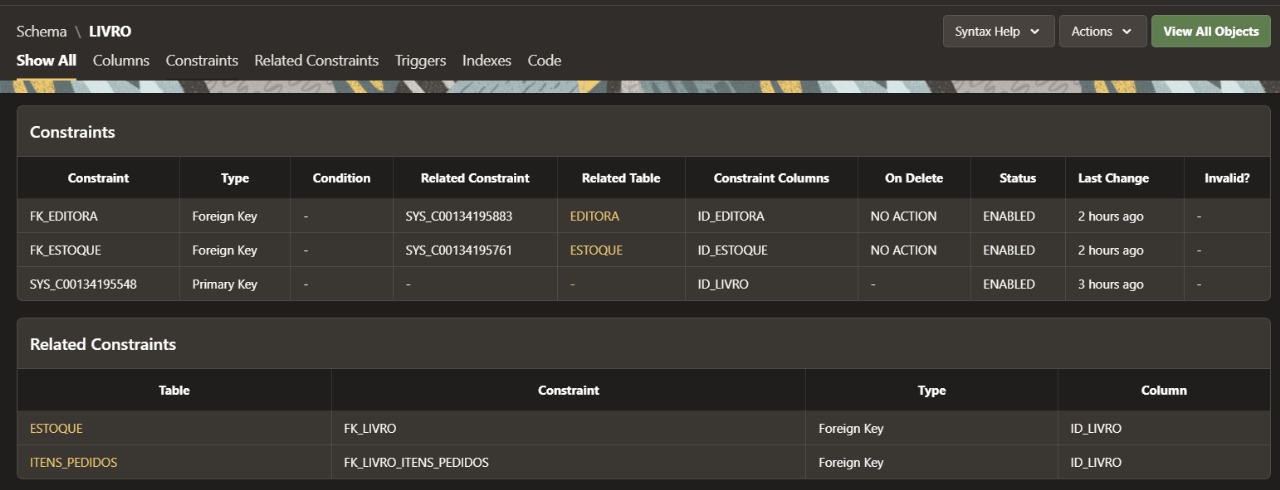 Schema \ LIVRO Syntax Help Actions View All Objects
Show All Columns Constraints Related Constraints Triggers Indexes Code
Constraints
Constraint Type Condition Related Constraint Related Table Constraint Columns On Delete Status Last Change Invalid?
FK_EDITORA Foreign Key - SYS_C00134195883 EDITORA ID_EDITORA NO ACTION ENABLED 2 hours ago -
FK_ESTOQUE Foreign Key - SYS_C00134195761 ESTOQUE ID_ESTOQUE NO ACTION ENABLED 2 hours ago -
SYS_C00134195548 Primary Key - - - ID_LIVRO - ENABLED 3 hours ago -
Related Constraints
Table Constraint Type Column
ESTOQUE FK_LIVRO Foreign Key ID_LIVRO
ITENS_PEDIDOS FK_LIVRO_ITENS_PEDIDOS Foreign Key ID_LIVRO